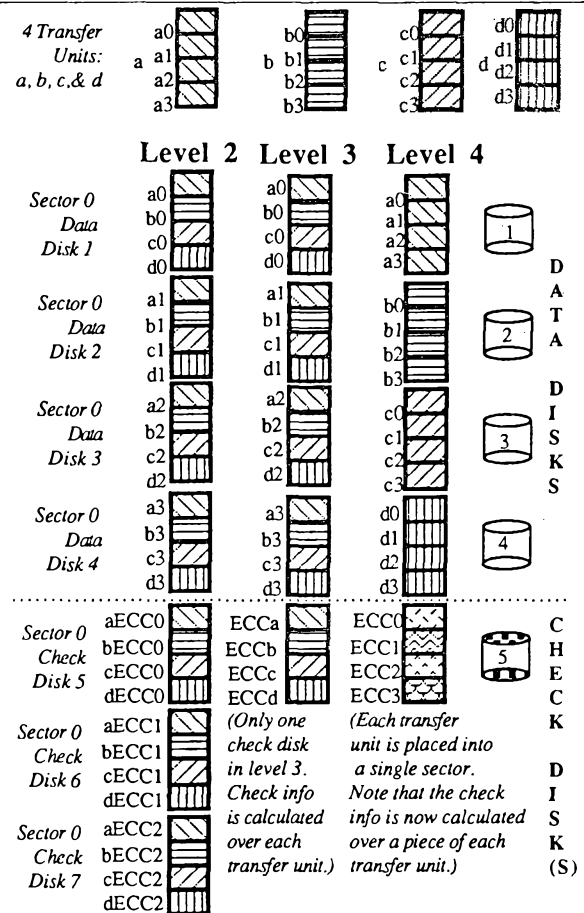 4 Transfer
Units:
a, b, c,& d
a
a0
a1
a2
a3
b
b0
b1
b2
b3
c
c0
c1
c2
c3
d
d0
d1
d2
d3
Level 2 Level 3 Level 4
Sector 0
Data
Disk 1
a0
b0
c0
d0
a0
b0
c0
d0
a0
a1
a2
a3
1
Sector 0
Data
Disk 2
a1
b1
c1
d1
a1
b1
c1
d1
b0
b1
b2
b3
2
Sector 0
Data
Disk 3
a2
b2
c2
d2
a2
b2
c2
d2
c0
c1
c2
c3
3
Sector 0
Data
Disk 4
a3
b3
c3
d3
a3
b3
c3
d3
d0
d1
d2
d3
4
D
A
T
A
D
I
S
K
S
Sector 0
Check
Disk 5
aECC0
bECC0
cECC0
dECC0
ECCa
ECCb
ECCc
ECCd
ECC0
ECC1
ECC2
ECC3
5
Sector 0
Check
Disk 6
aECC1
bECC1
cECC1
dECC1
(Only one
check disk
in level 3.
Check info
is calculated
over each
transfer unit.)
(Each transfer
unit is placed into
a single sector.
Note that the check
info is now calculated
over a piece of each
transfer unit.)
Sector 0
Check
Disk 7
aECC2
bECC2
cECC2
dECC2
C
H
E
C
K
D
I
S
K
(S)